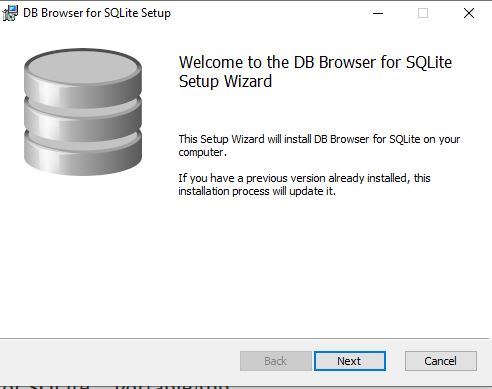 DB Browser for SQLite Setup
Welcome to the DB Browser for SQLite
Setup Wizard
This Setup Wizard will install DB Browser for SQLite on your
computer.
If you have a previous version already installed, this
installation process will update it.
Back
Next
Cancel